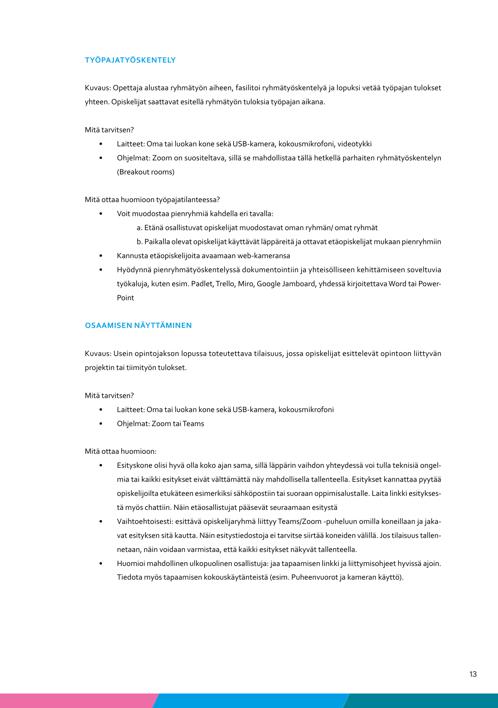 TYÖPAJATYÖSKENTELY
Kuvaus: Opettaja alustaa ryhmätyön aiheen, fasilitoi ryhmätyöskentelyä ja lopuksi vetää työpajan tulokset
yhteen. Opiskelijat saattavat esitellä ryhmätyön tuloksia työpajan aikana.
Mitä tarvitsen?
• Laitteet: Oma tai luokan kone sekä USB-kamera, kokousmikrofoni, videotykki
• Ohjelmat: Zoom on suositeltava, sillä se mahdollistaa tällä hetkellä parhaiten ryhmätyöskentelyn
(Breakout rooms)
Mitä ottaa huomioon työpajatilanteessa?
• Voit muodostaa pienryhmiä kahdella eri tavalla:
a. Etänä osallistuvat opiskelijat muodostavat oman ryhmän/ omat ryhmät
b. Paikalla olevat opiskelijat käyttävät läppäreitä ja ottavat etäopiskelijat mukaan pienryhmiin
• Kannusta etäopiskelijoita avaamaan web-kameransa
• Hyödynnä pienryhmätyöskentelyssä dokumentointiin ja yhteisölliseen kehittämiseen soveltuvia
työkaluja, kuten esim. Padlet, Trello, Miro, Google Jamboard, yhdessä kirjoitettava Word tai Power-
Point
OSAAMISEN NÄYTTÄMINEN
Kuvaus: Usein opintojakson lopussa toteutettava tilaisuus, jossa opiskelijat esittelevät opintoon liittyvän
projektin tai tiimityön tulokset.
Mitä tarvitsen?
• Laitteet: Oma tai luokan kone sekä USB-kamera, kokousmikrofoni
• Ohjelmat: Zoom tai Teams
Mitä ottaa huomioon:
• Esityskone olisi hyvä olla koko ajan sama, sillä läppärin vaihdon yhteydessä voi tulla teknisiä ongel-
mia tai kaikki esitykset eivät välttämättä näy mahdollisella tallenteella. Esitykset kannattaa pyytää
opiskelijoilta etukäteen esimerkiksi sähköpostiin tai suoraan oppimisalustalle. Laita linkki esitykses-
tä myös chattiin. Näin etäosallistujat pääsevät seuraamaan esitystä
• Vaihtoehtoisesti: esittävä opiskelijaryhmä liittyy Teams/Zoom -puheluun omilla koneillaan ja jaka-
vat esityksen sitä kautta. Näin esitystiedostoja ei tarvitse siirtää koneiden välillä. Jos tilaisuus tallen-
netaan, näin voidaan varmistaa, että kaikki esitykset näkyvät tallenteella.
• Huomioi mahdollinen ulkopuolinen osallistuja: jaa tapaamisen linkki ja liittymisohjeet hyvissä ajoin.
Tiedota myös tapaamisen kokouskäytänteistä (esim. Puheenvuorot ja kameran käyttö).
13